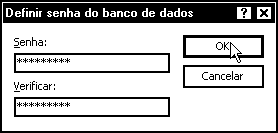 Definir senha do banco de dados
Senha:
*********
OK
Cancelar
Verificar:
*********